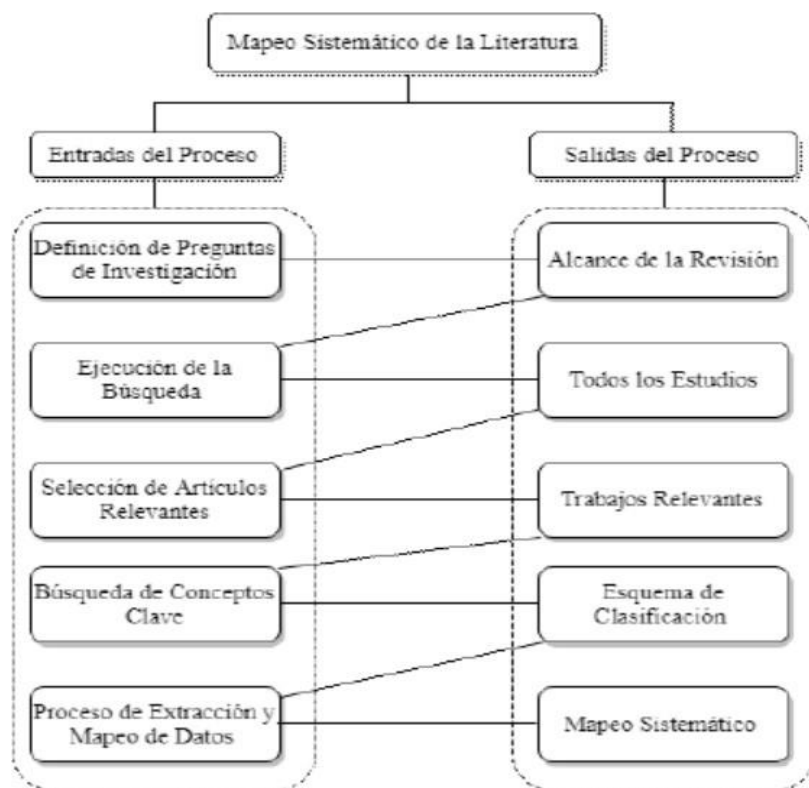 Mapeo Sistemático de la Literatura
Entradas del Proceso
Salidas del Proceso
Definición de Preguntas
de Investigación
Alcance de la Revisión
Ejecución de la
Búsqueda
Todos los Estudios
Selección de Artículos
Relevantes
Trabajos Relevantes
Búsqueda de Conceptos
Clave
Esquema de
Clasificación
Proceso de Extracción y
Mapeo de Datos
Mapeo Sistemático